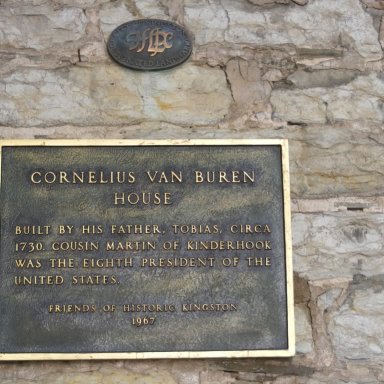 CORNELIUS VAN BUREN
HOUSE
BUILT BY HIS FATHER, TOBIAS, CIRCA
1730. COUSIN MARTIN OF KINDERHOOK
WAS THE EIGHTH PRESIDENT OF THE
UNITED STATES.
FRIENDS OF HISTORIC KINGSTON
1967